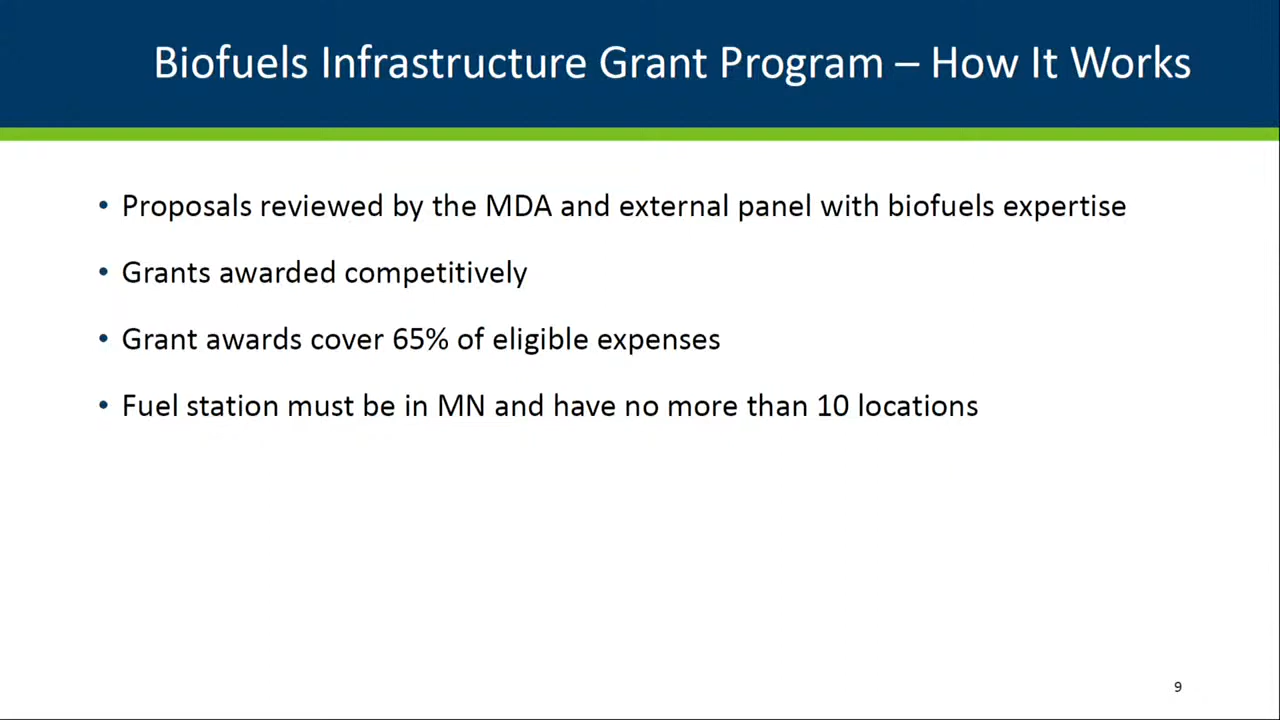 Biofuels Infrastructure Grant Program – How It Works
• Proposals reviewed by the MDA and external panel with biofuels expertise
• Grants awarded competitively
• Grant awards cover 65% of eligible expenses
• Fuel station must be in MN and have no more than 10 locations
9